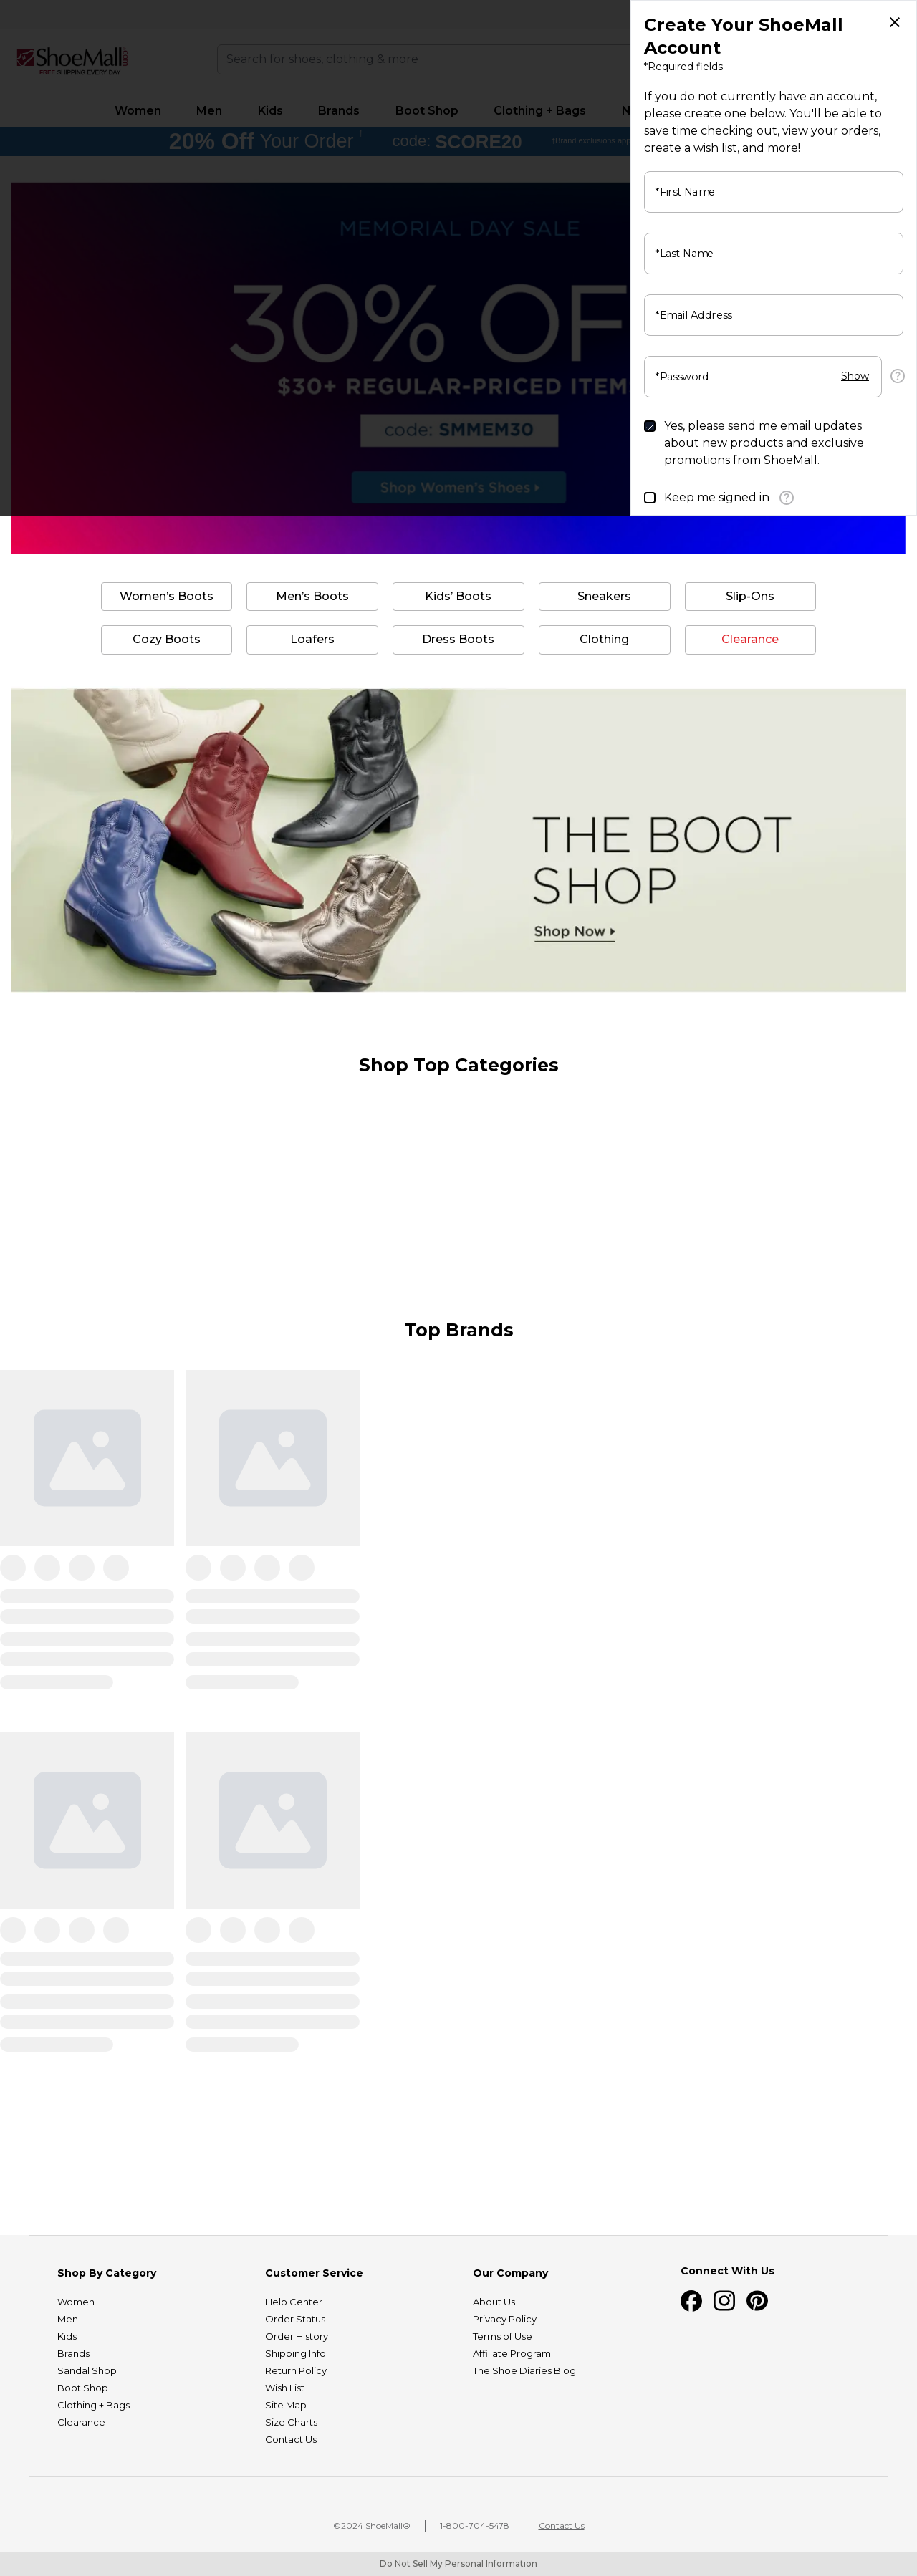 ShoeMall
FREE SHIPPING EVERY DAY
Search for shoes, clothing & more
Women
Men
Kids
Brands
Boot Shop
Clothing + Bags
N
20% Off Your Order †
code: SCORE20
†Brand exclusions
MEMORIAL DAY SALE
30% OF
$30+ REGULAR-PRICED ITEM
code: SMMEM30
Shop Women's Shoes
Create Your ShoeMall
Account
*Required fields
If you do not currently have an account,
please create one below. You'll be able to
save time checking out, view your orders,
create a wish list, and more!
*First Name
*Last Name
*Email Address
*Password
Show
?
Yes, please send me email updates
about new products and exclusive
promotions from ShoeMall.
Keep me signed in
?
Women's Boots
Men's Boots
Kids' Boots
Sneakers
Slip-Ons
Cozy Boots
Loafers
Dress Boots
Clothing
Clearance
THE BOOT
SHOP
Shop Now
Shop Top Categories
Top Brands
Shop By Category
Women
Men
Kids
Brands
Sandal Shop
Boot Shop
Clothing + Bags
Clearance
Customer Service
Help Center
Order Status
Order History
Shipping Info
Return Policy
Wish List
Site Map
Size Charts
Contact Us
Our Company
About Us
Privacy Policy
Terms of Use
Affiliate Program
The Shoe Diaries Blog
Connect With Us
©2024 ShoeMall®
1-800-704-5478
Contact Us
Do Not Sell My Personal Information